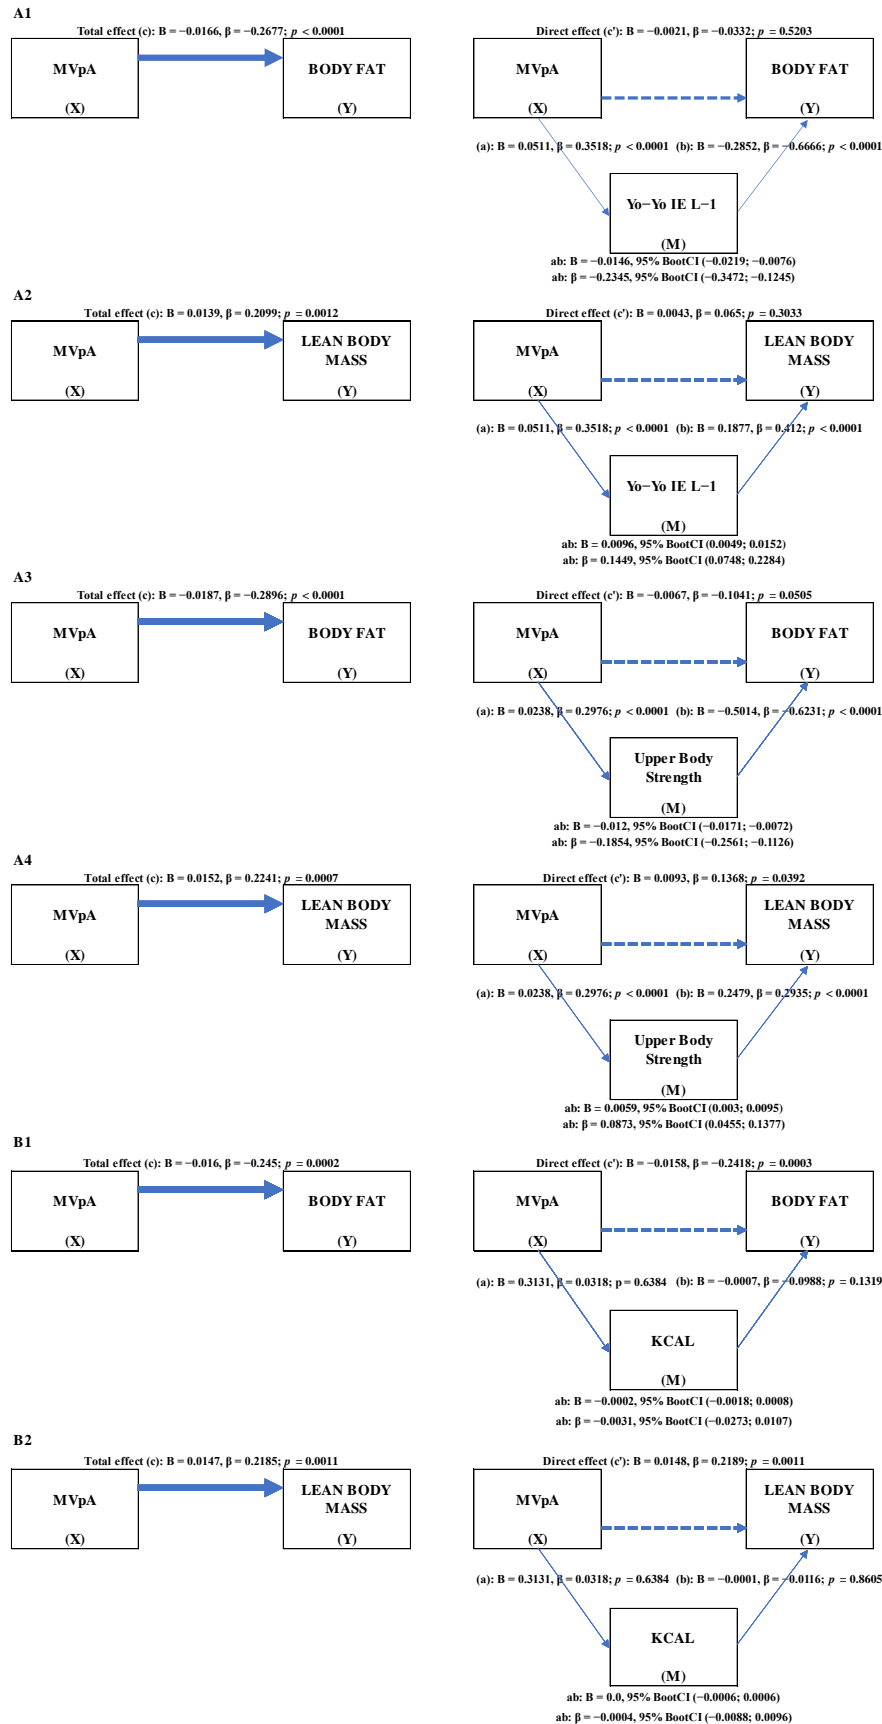 A1
Total effect (c): B = −0.0166, β = −0.2677; p < 0.0001
Direct effect (c'): B = −0.0021, β = −0.0332; p = 0.5203
MVpA
(X)
BODY FAT
(Y)
MVpA
(X)
BODY FAT
(Y)
(a): B = 0.0511, β = 0.3518; p < 0.0001 (b): B = −0.2852, β = −0.6666; p < 0.0001
Yo−Yo IE L−1
(M)
ab: B = −0.0146, 95% BootCI (−0.0219; −0.0076)
ab: β = −0.2345, 95% BootCI (−0.3472; −0.1245)
A2
Total effect (c): B = 0.0139, β = 0.2099; p = 0.0012
Direct effect (c'): B = 0.0043, β = 0.065; p = 0.3033
MVpA
(X)
LEAN BODY
MASS
(Y)
MVpA
(X)
LEAN BODY
MASS
(Y)
(a): B = 0.0511, β = 0.3518; p < 0.0001 (b): B = 0.1877, β = 0.412; p < 0.0001
Yo−Yo IE L−1
(M)
ab: B = 0.0096, 95% BootCI (0.0049; 0.0152)
ab: β = 0.1449, 95% BootCI (0.0748; 0.2284)
A3
Total effect (c): B = −0.0187, β = −0.2896; p < 0.0001
Direct effect (c'): B = −0.0067, β = −0.1041; p = 0.0505
MVpA
(X)
BODY FAT
(Y)
MVpA
(X)
BODY FAT
(Y)
(a): B = 0.0238, β = 0.2976; p < 0.0001 (b): B = −0.5014, β = −0.6231; p < 0.0001
Upper Body
Strength
(M)
ab: B = −0.012, 95% BootCI (−0.0171; −0.0072)
ab: β = −0.1854, 95% BootCI (−0.2561; −0.1126)
A4
Total effect (c): B = 0.0152, β = 0.2241; p = 0.0007
Direct effect (c'): B = 0.0093, β = 0.1368; p = 0.0392
MVpA
(X)
LEAN BODY
MASS
(Y)
MVpA
(X)
LEAN BODY
MASS
(Y)
(a): B = 0.0238, β = 0.2976; p < 0.0001 (b): B = 0.2479, β = 0.2935; p < 0.0001
Upper Body
Strength
(M)
ab: B = 0.0059, 95% BootCI (0.003; 0.0095)
ab: β = 0.0873, 95% BootCI (0.0455; 0.1377)
B1
Total effect (c): B = −0.016, β = −0.245; p = 0.0002
Direct effect (c'): B = −0.0158, β = −0.2418; p = 0.0003
MVpA
(X)
BODY FAT
(Y)
MVpA
(X)
BODY FAT
(Y)
(a): B = 0.3131, β = 0.0318; p = 0.6384 (b): B = −0.0007, β = −0.0988; p = 0.1319
KCAL
(M)
ab: B = −0.0002, 95% BootCI (−0.0018; 0.0008)
ab: β = −0.0031, 95% BootCI (−0.0273; 0.0107)
B2
Total effect (c): B = 0.0147, β = 0.2185; p = 0.0011
Direct effect (c'): B = 0.0148, β = 0.2189; p = 0.0011
MVpA
(X)
LEAN BODY
MASS
(Y)
MVpA
(X)
LEAN BODY
MASS
(Y)
(a): B = 0.3131, β = 0.0318; p = 0.6384 (b): B = −0.0001, β = −0.0116; p = 0.8605
KCAL
(M)
ab: B = 0.0, 95% BootCI (−0.0006; 0.0006)
ab: β = −0.0004, 95% BootCI (−0.0088; 0.0096)